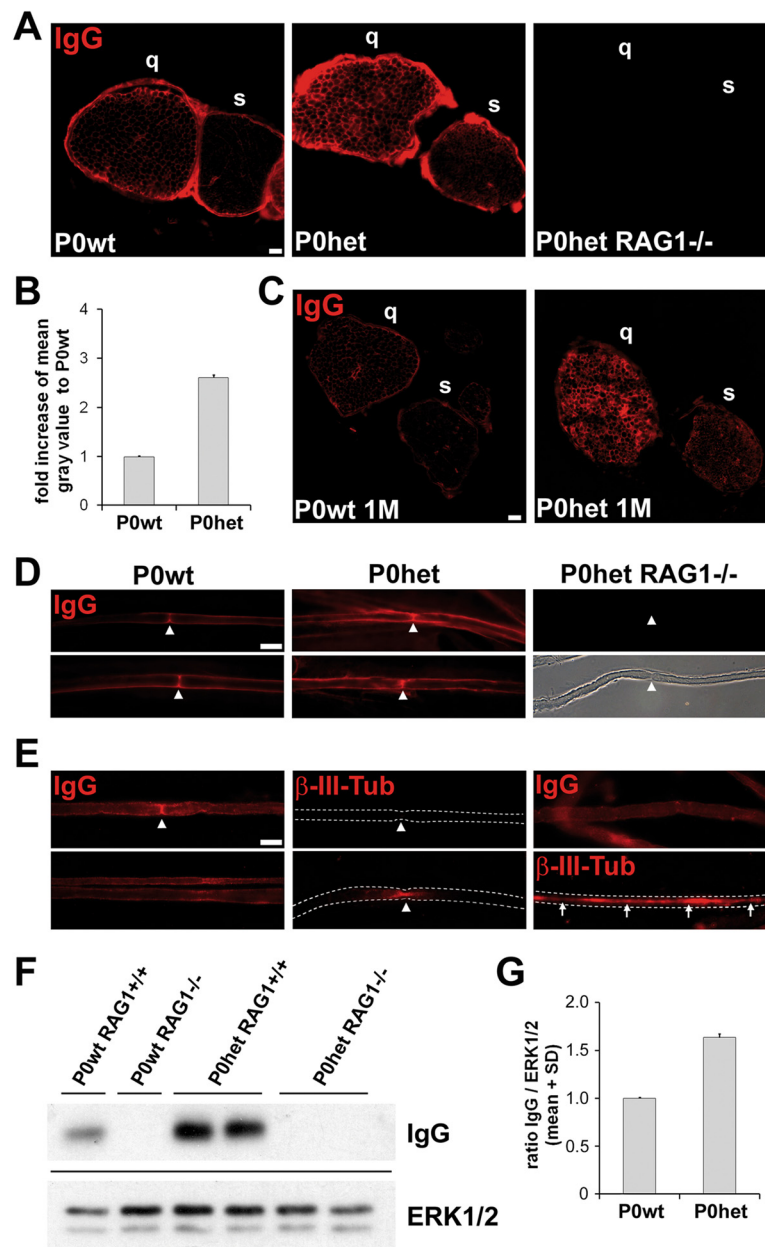 A
IgG
q
s
P0wt
q
s
P0het
q
s
P0het RAG1-/-
B
fold increase of mean
gray value to P0wt
4
3
2
1
0
P0wt
P0het
C
IgG
q
s
P0wt 1M
q
s
P0het 1M
D
P0wt
P0het
P0het RAG1-/-
IgG
E
IgG
β-III-Tub
IgG
β-III-Tub
F
P0wt RAG1+/+
P0wt RAG1-/-
P0het RAG1+/+
P0het RAG1-/-
IgG
ERK1/2
G
ratio IgG / ERK1/2
(mean + SD)
2.0
1.5
1.0
0.5
0
P0wt
P0het